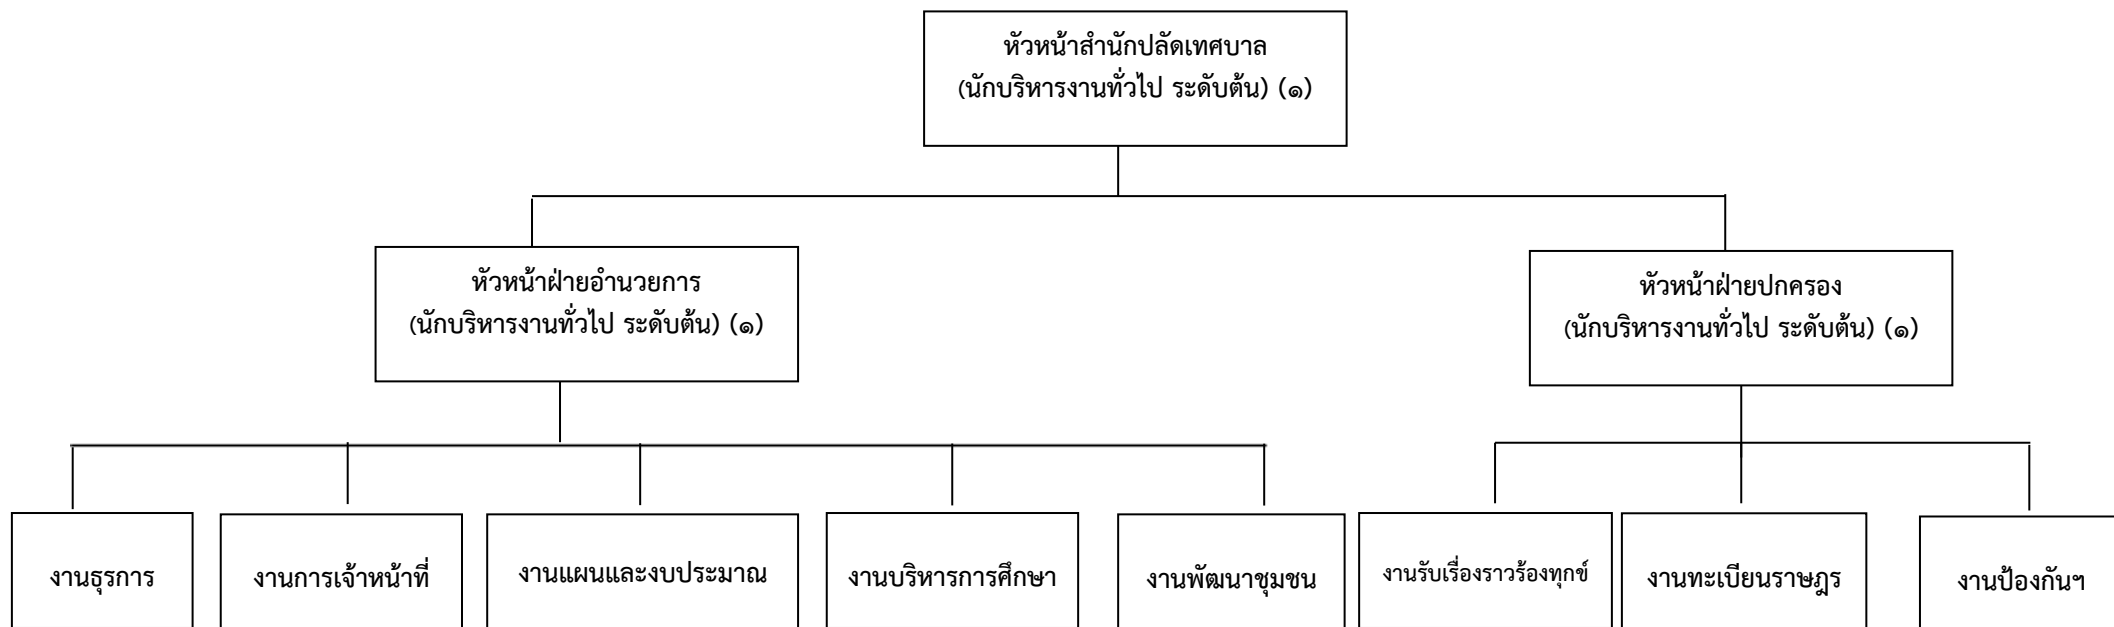 หัวหน้าสำนักปลัดเทศบาล
(นักบริหารงานทั่วไป ระดับต้น) (๑)
หัวหน้าฝ่ายอำนวยการ
(นักบริหารงานทั่วไป ระดับต้น) (๑)
หัวหน้าฝ่ายปกครอง
(นักบริหารงานทั่วไป ระดับต้น) (๑)
งานธุรการ
งานการเจ้าหน้าที่
งานแผนและงบประมาณ
งานบริหารการศึกษา
งานพัฒนาชุมชน
งานรับเรื่องราวร้องทุกข์
งานทะเบียนราษฎร
งานป้องกันฯ